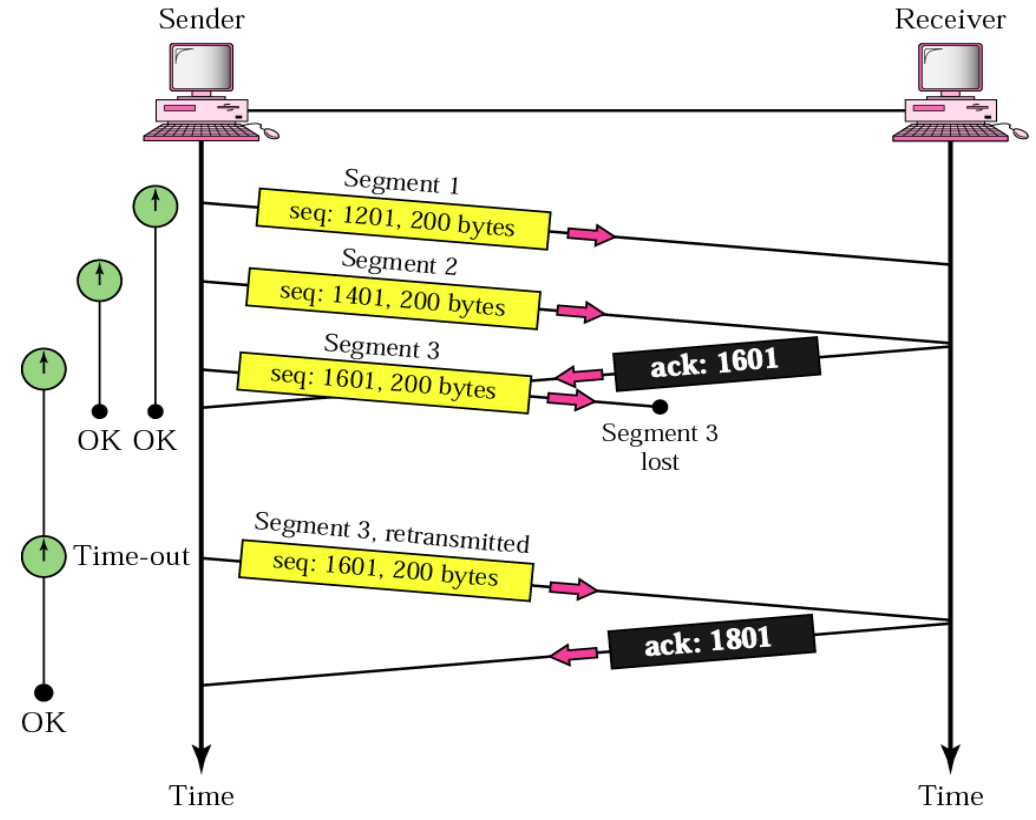 Sender
Receiver
Segment 1
seq: 1201, 200 bytes
Segment 2
seq: 1401, 200 bytes
Segment 3
seq: 1601, 200 bytes
ack: 1601
OK OK
Segment 3
lost
Segment 3, retransmitted
Time-out
seq: 1601, 200 bytes
ack: 1801
OK
Time
Time